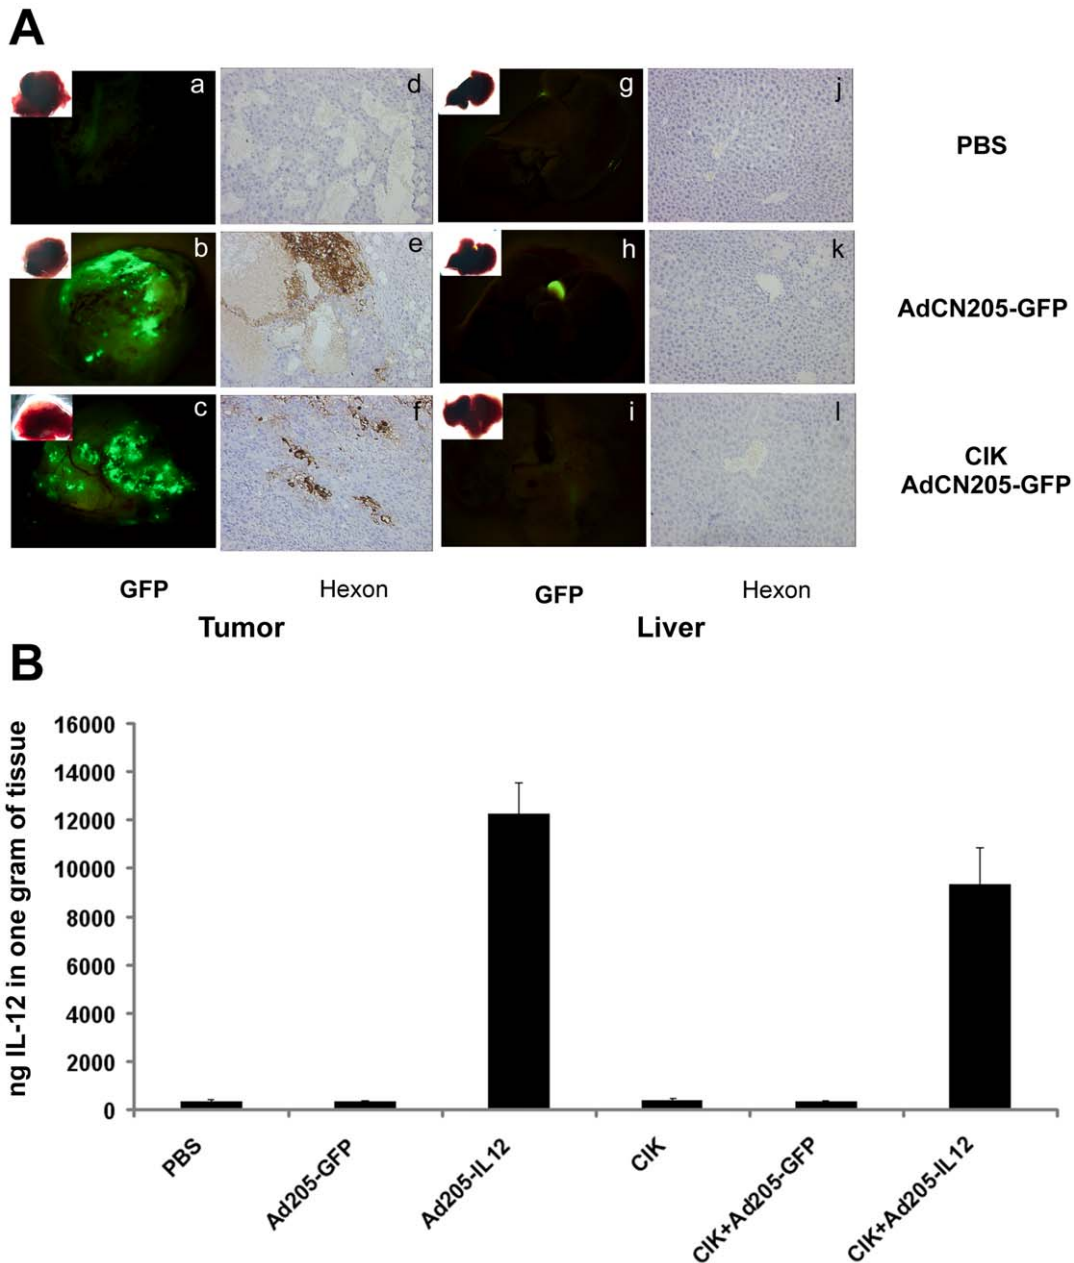 A
a
d
g
j
PBS
b
e
h
k
AdCN205-GFP
c
f
i
l
CIK
AdCN205-GFP
GFP
Hexon
GFP
Hexon
Tumor
Liver
B
ng IL-12 in one gram of tissue
16000
14000
12000
10000
8000
6000
4000
2000
0
PBS
Ad205-GFP
Ad205-IL12
CIK
CIK+Ad205-GFP
CIK+Ad205-IL12